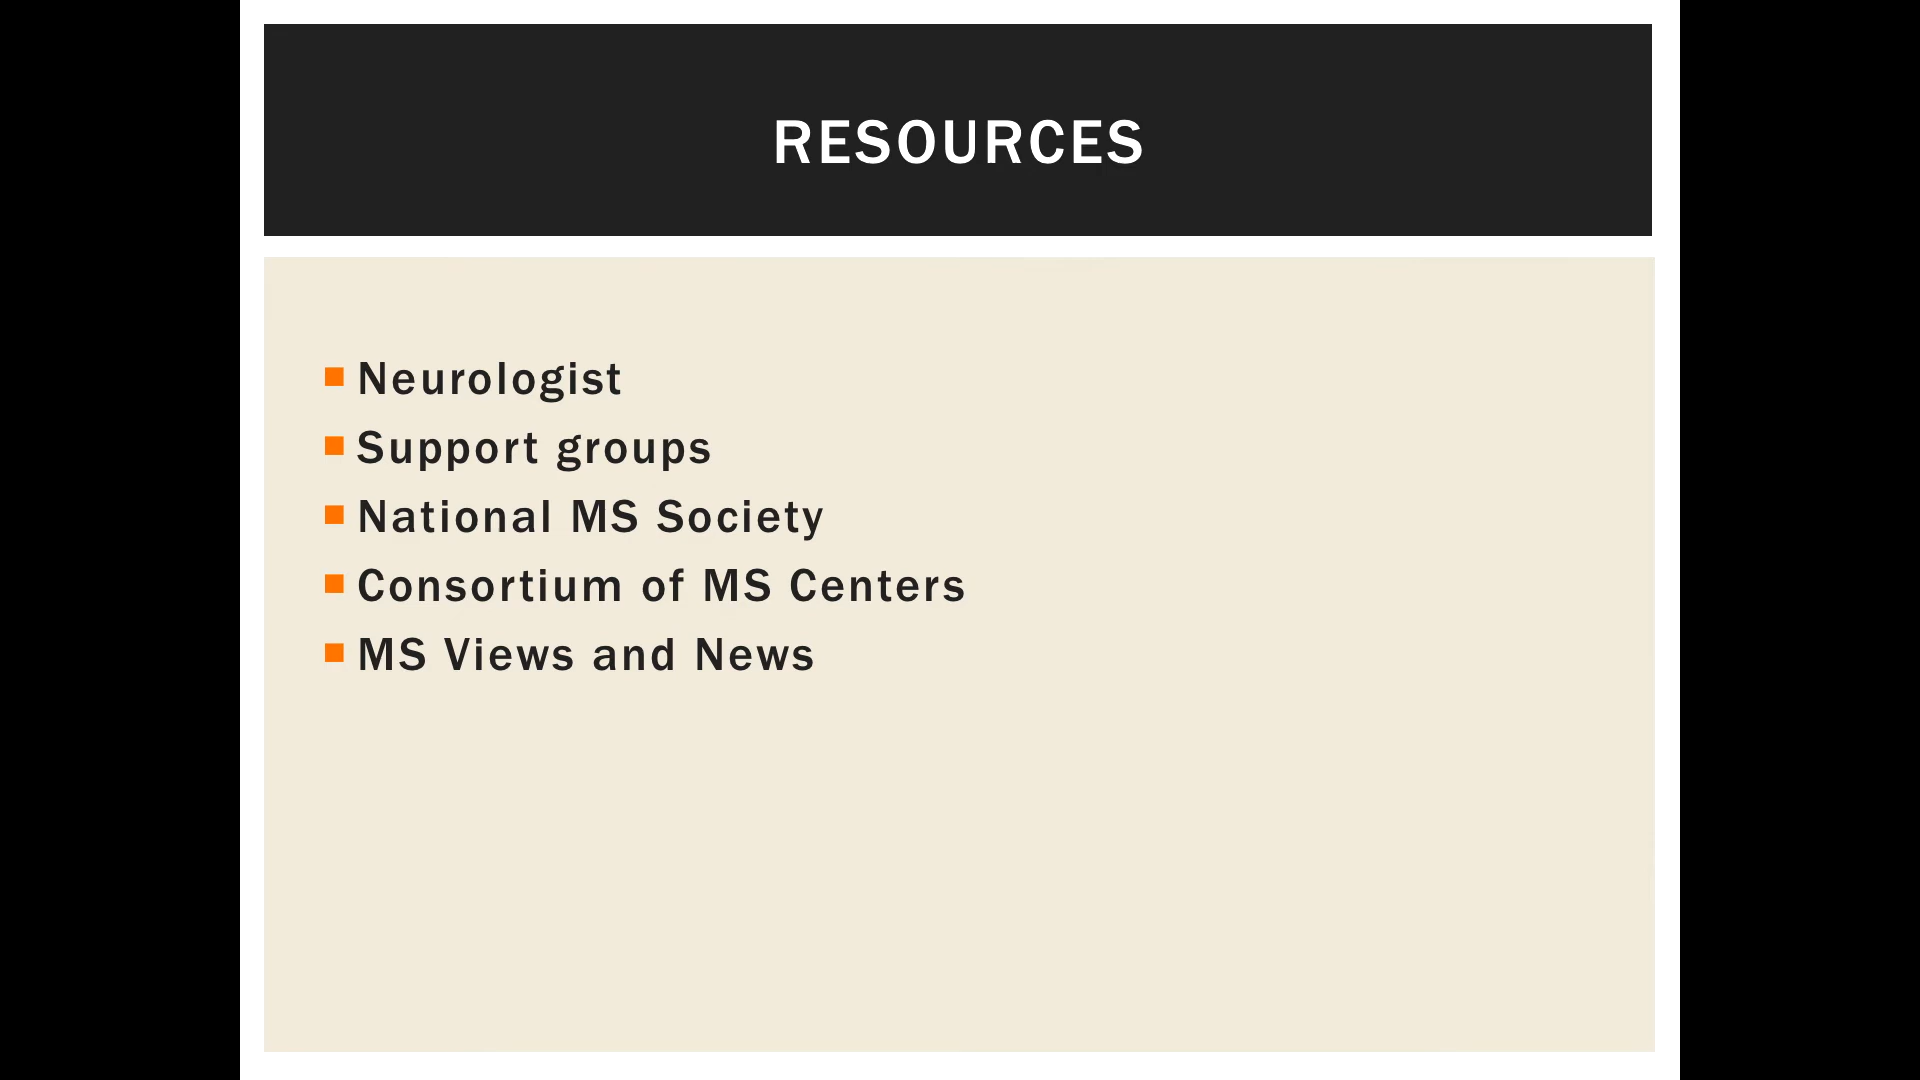 RESOURCES
Neurologist
Support groups
National MS Society
Consortium of MS Centers
MS Views and News